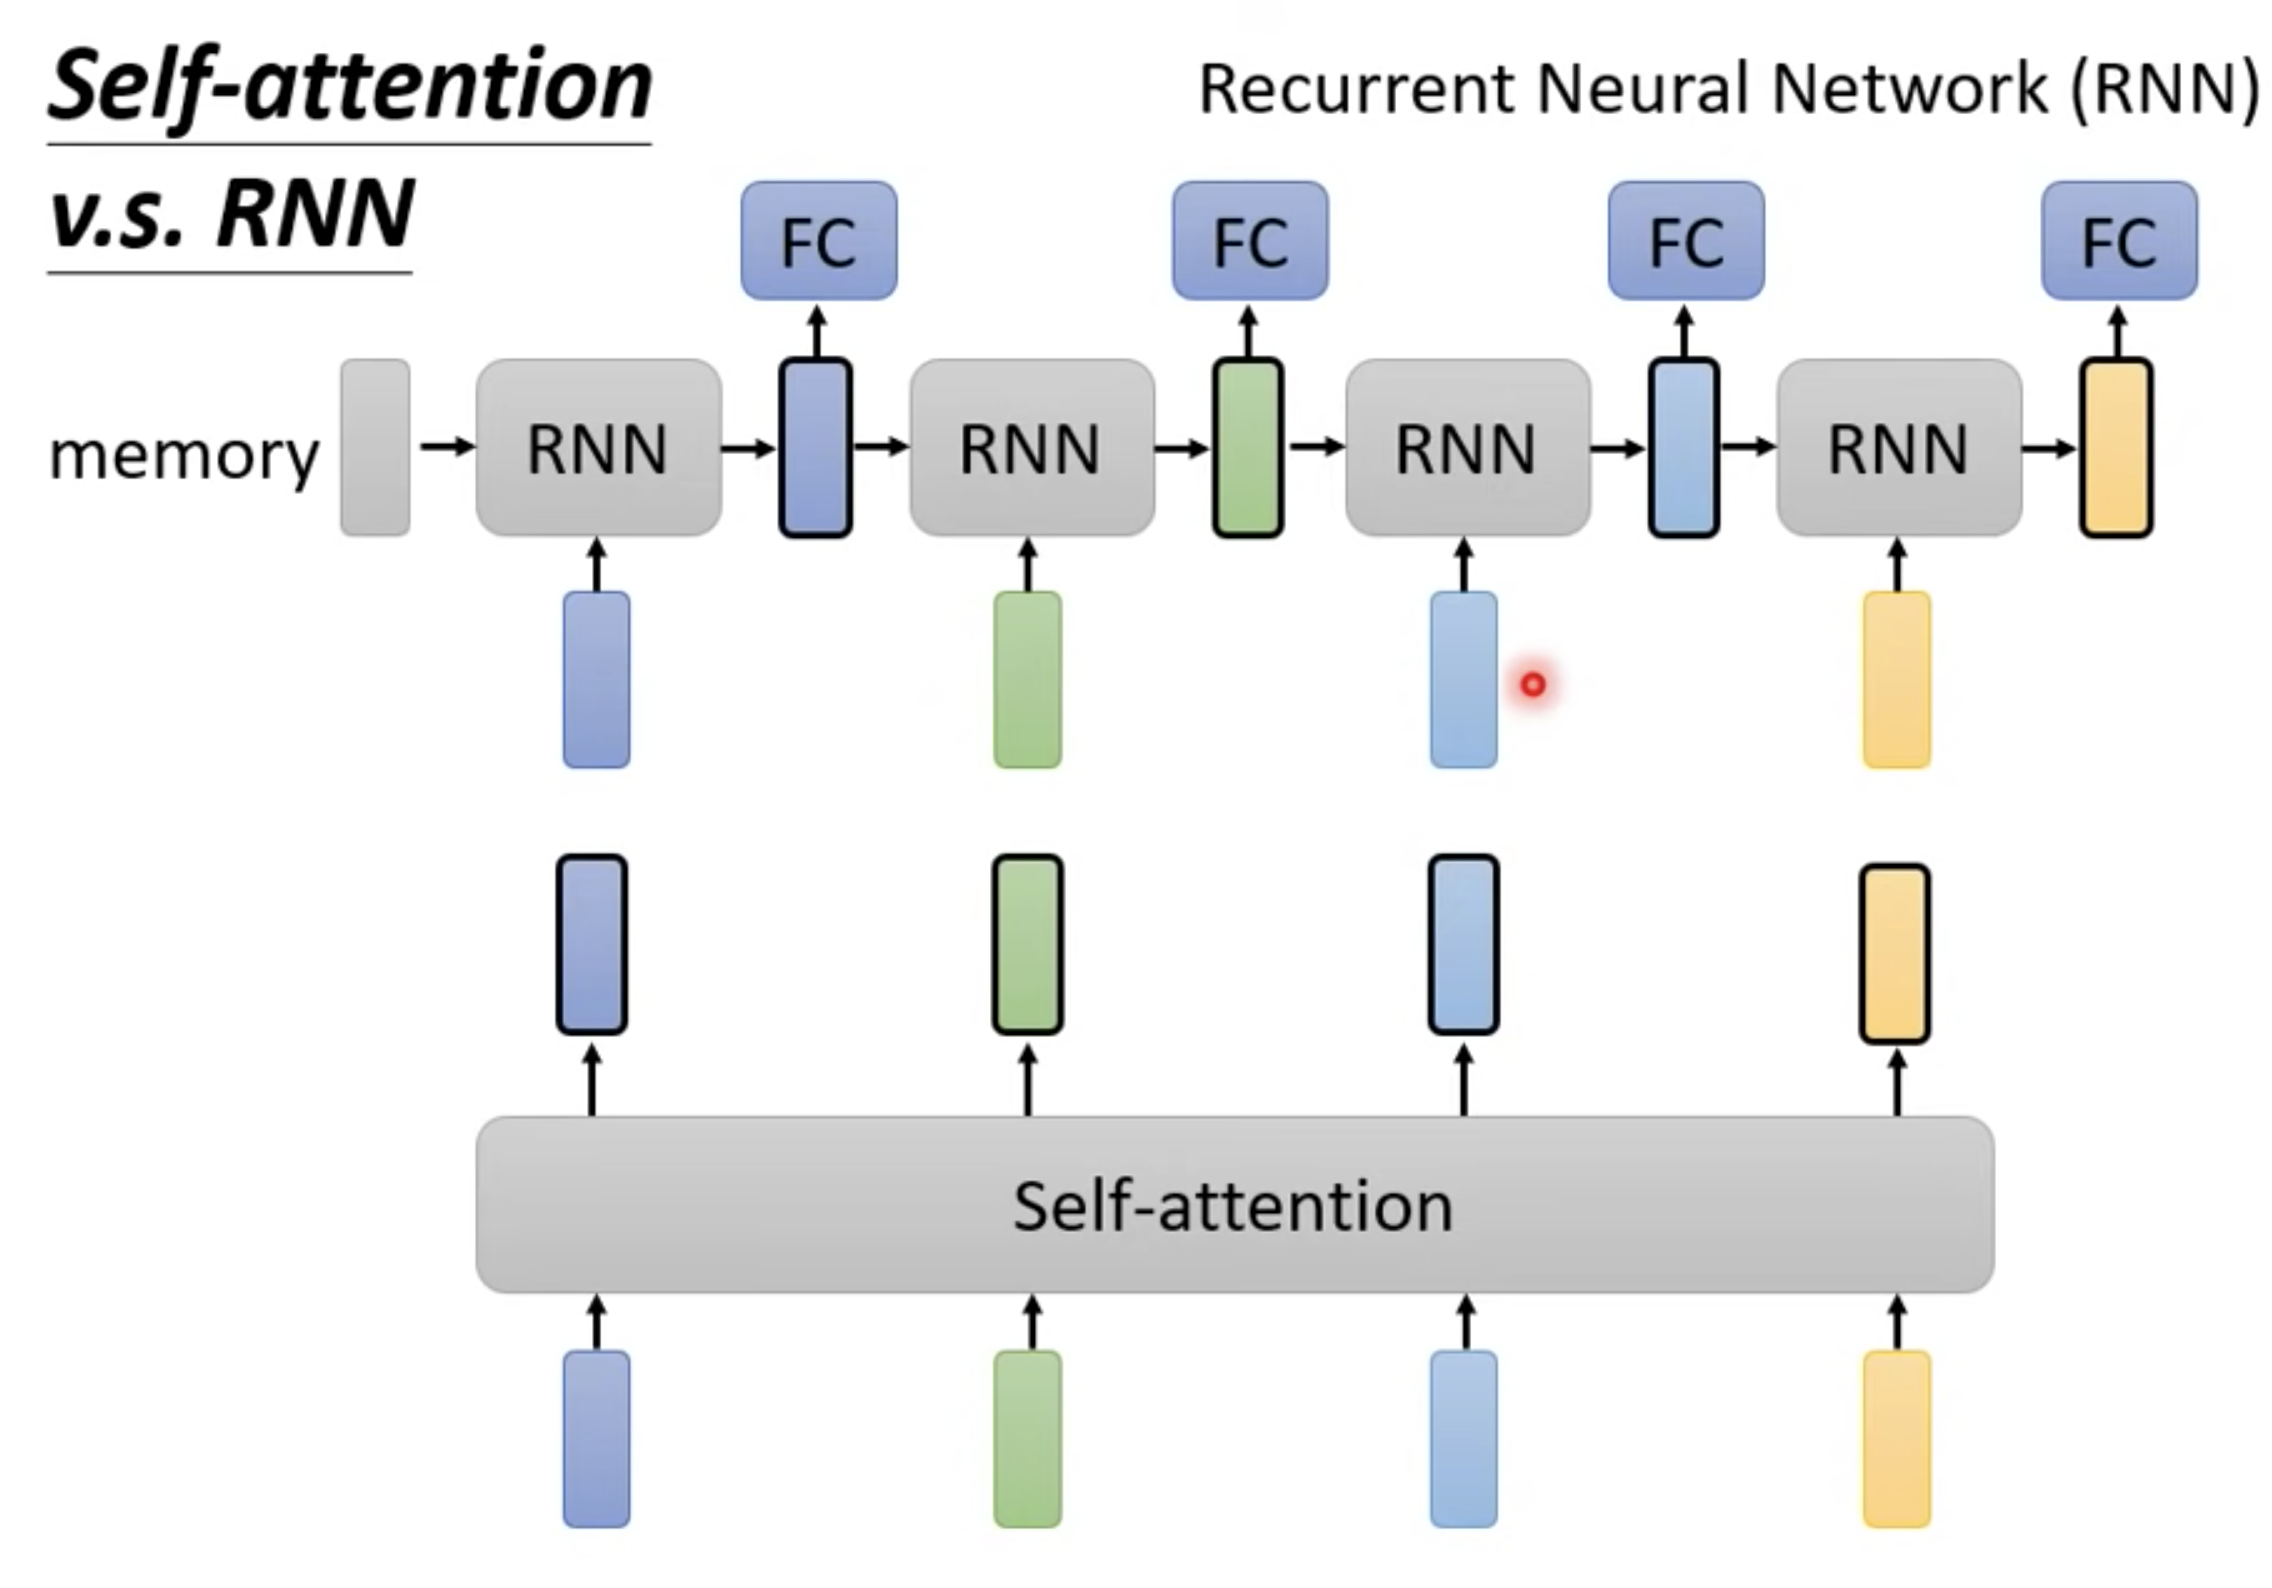 Self-attention
v.s. RNN
Recurrent Neural Network (RNN)
FC
FC
FC
FC
memory
RNN
RNN
RNN
RNN
Self-attention